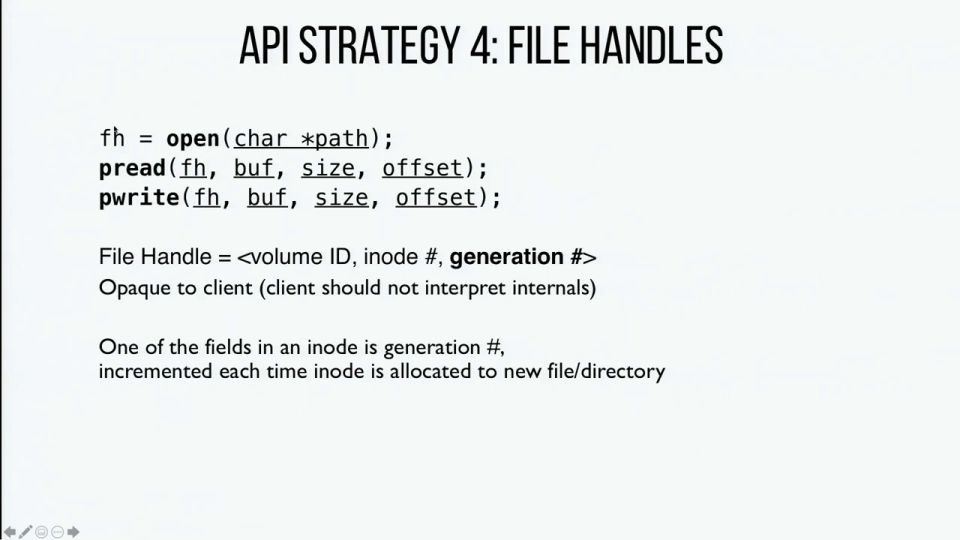 API STRATEGY 4: FILE HANDLES
fh = open(char *path);
pread(fh, buf, size, offset);
pwrite(fh, buf, size, offset);
File Handle = <volume ID, inode #, generation #>
Opaque to client (client should not interpret internals)
One of the fields in an inode is generation #,
incremented each time inode is allocated to new file/directory